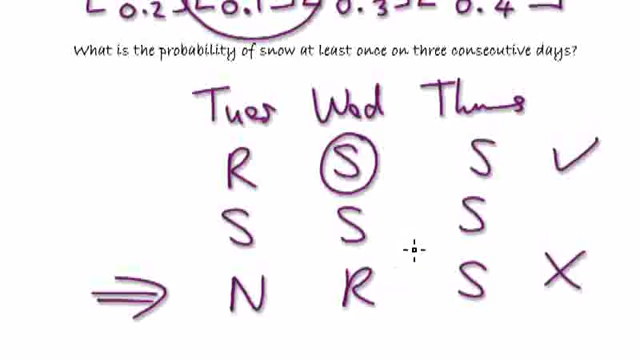 0.2 0.1 0.3 0.4
What is the probability of snow at least once on three consecutive days?
Tues Wed Thurs
R S S ✓
S S S
⇒ N R S X